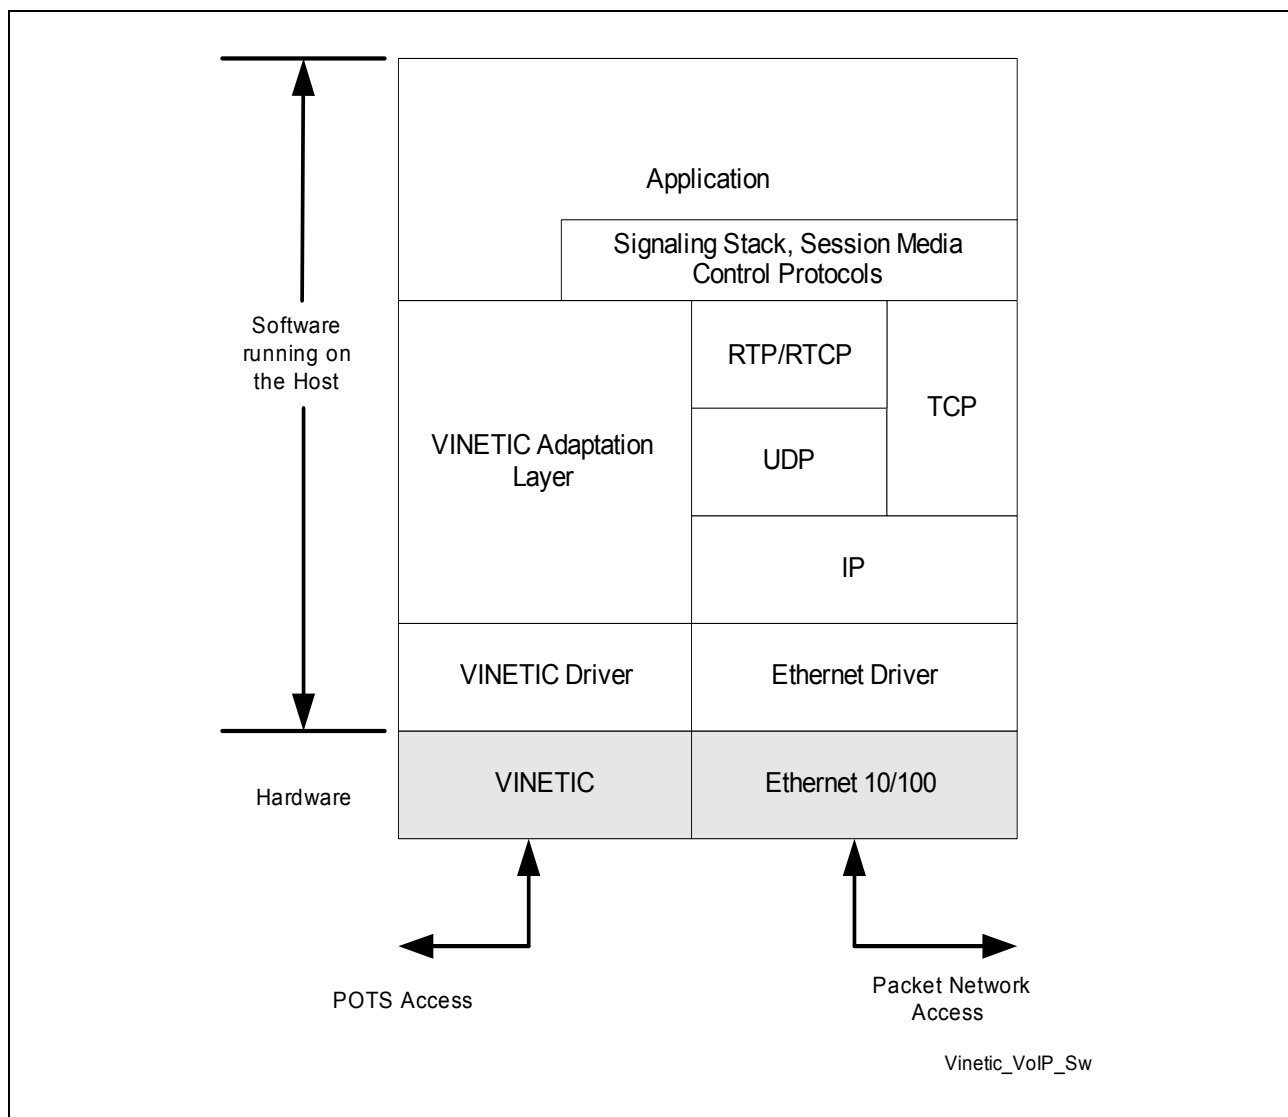 Application
Signaling Stack, Session Media
Control Protocols
Software
running on
the Host
RTP/RTCP
TCP
VINETIC Adaptation
Layer
UDP
IP
VINETIC Driver
Ethernet Driver
Hardware
VINETIC
Ethernet 10/100
POTS Access
Packet Network
Access
Vinetic_VoIP_Sw